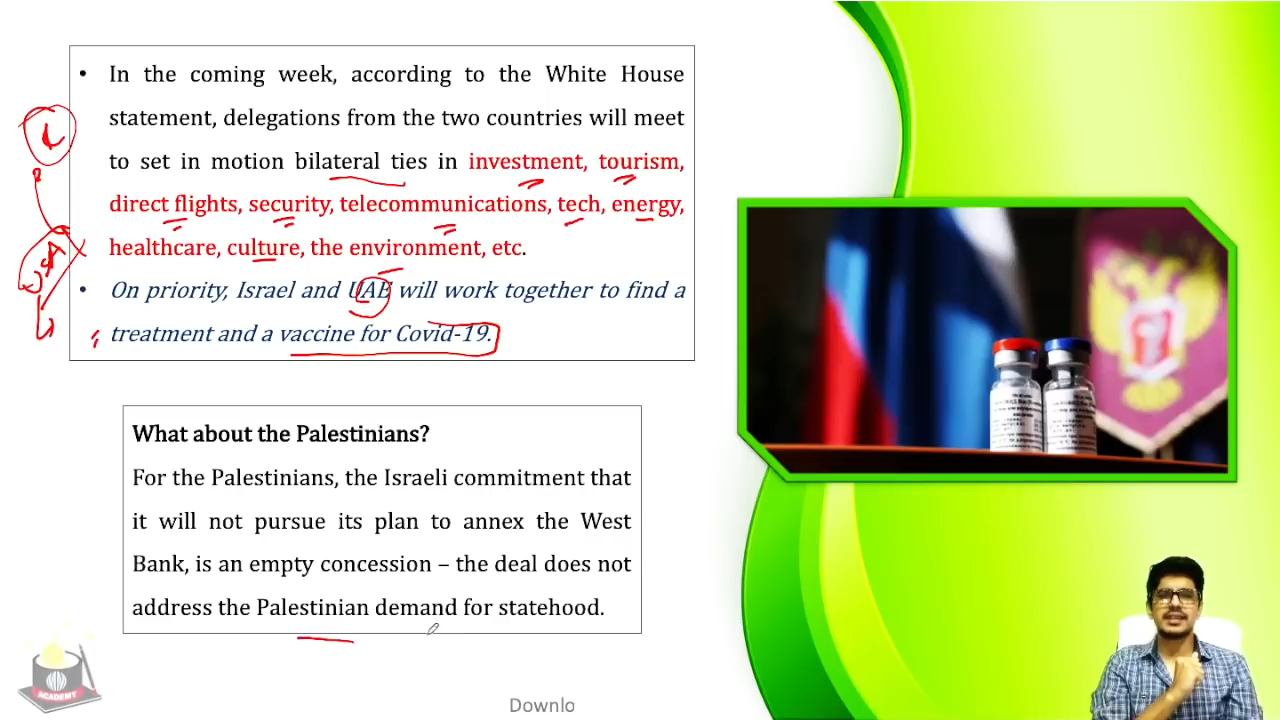 • In the coming week, according to the White House
statement, delegations from the two countries will meet
to set in motion bilateral ties in investment, tourism,
direct flights, security, telecommunications, tech, energy,
healthcare, culture, the environment, etc.
• On priority, Israel and UAE will work together to find a
treatment and a vaccine for Covid-19.
USA
What about the Palestinians?
For the Palestinians, the Israeli commitment that
it will not pursue its plan to annex the West
Bank, is an empty concession – the deal does not
address the Palestinian demand for statehood.
ACADEMY
Downlo